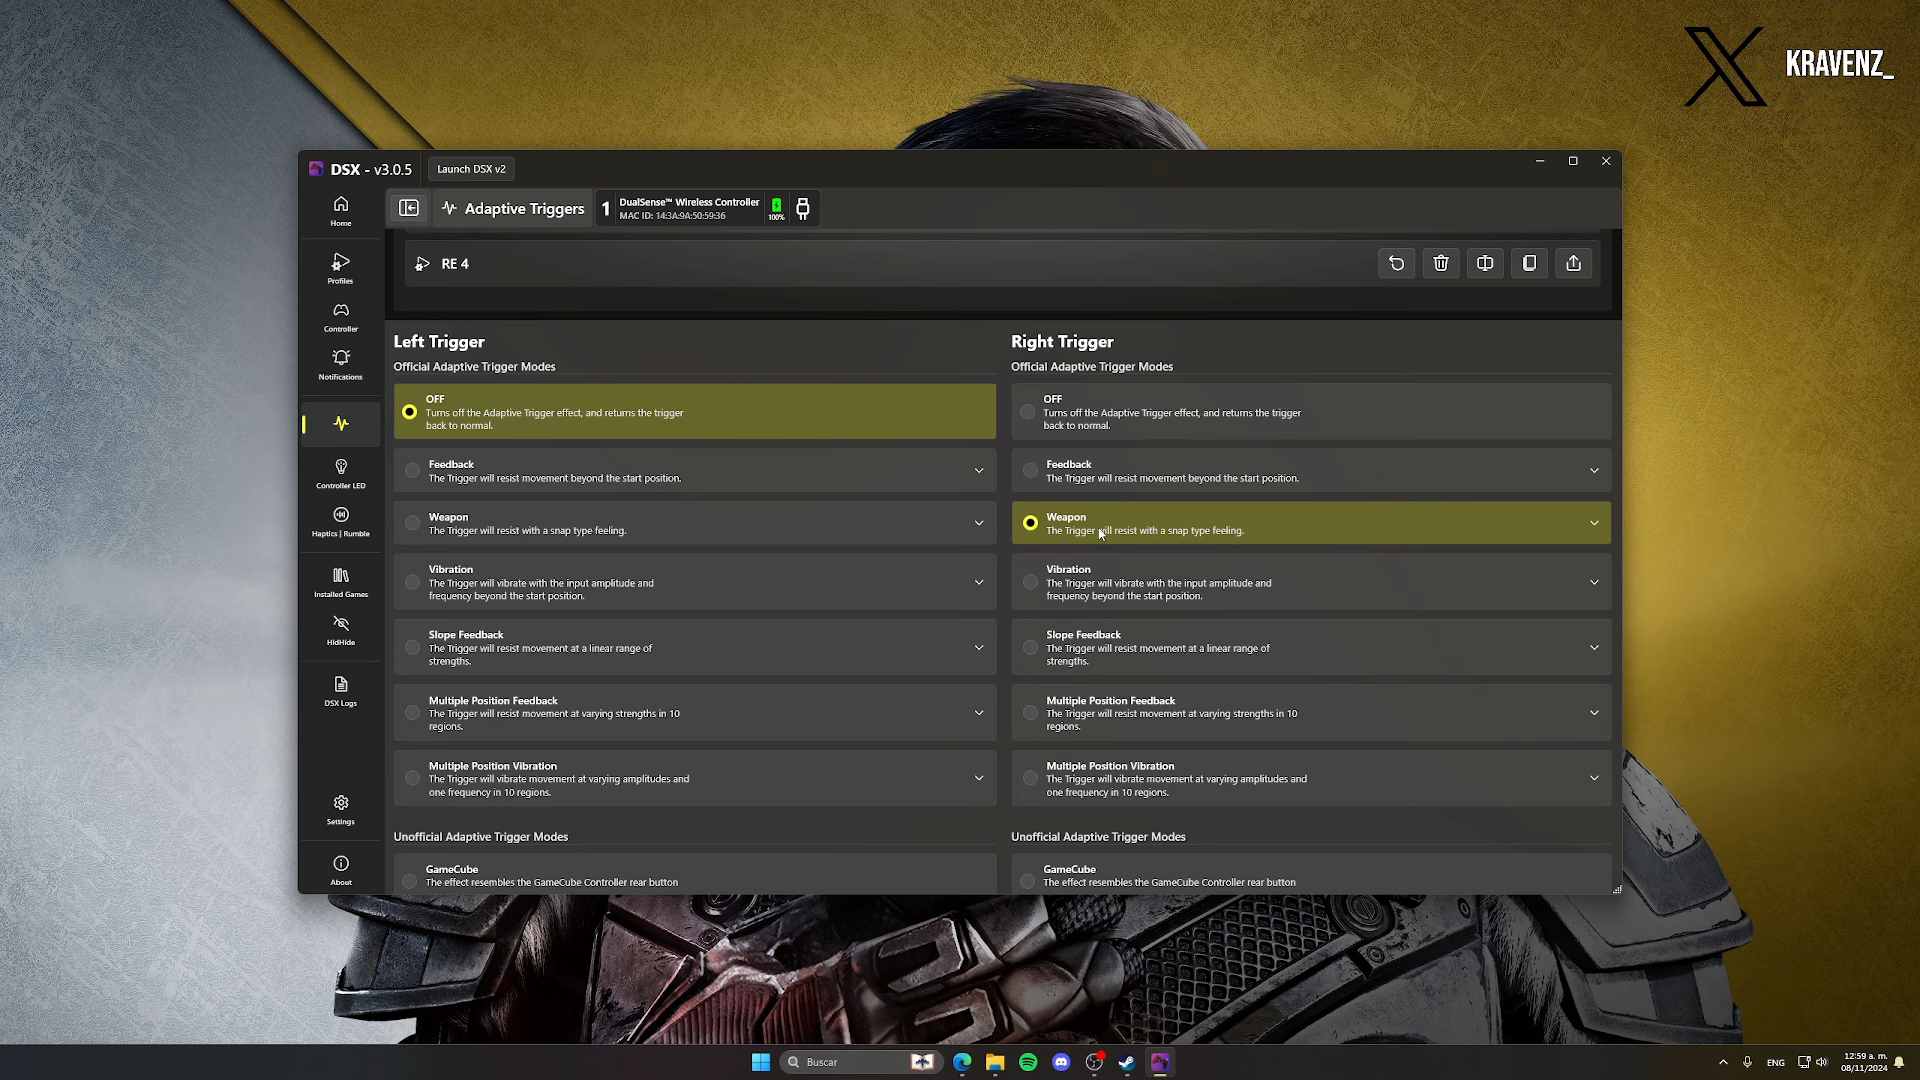 X KRAVENZ_
DSX - v3.0.5
Launch DSX v2
Home
Adaptive Triggers
1
DualSense™ Wireless Controller
MAC ID: 14:3A:9A:50:59:36
100%
Profiles
Controller
Notifications
Controller LED
Haptics | Rumble
Installed Games
HidHide
DSX Logs
Settings
About
RE 4
Left Trigger
Official Adaptive Trigger Modes
OFF
Turns off the Adaptive Trigger effect, and returns the trigger
back to normal.
Feedback
The Trigger will resist movement beyond the start position.
Weapon
The Trigger will resist with a snap type feeling.
Vibration
The Trigger will vibrate with the input amplitude and
frequency beyond the start position.
Slope Feedback
The Trigger will resist movement at a linear range of
strengths.
Multiple Position Feedback
The Trigger will resist movement at varying strengths in 10
regions.
Multiple Position Vibration
The Trigger will vibrate movement at varying amplitudes and
one frequency in 10 regions.
Unofficial Adaptive Trigger Modes
GameCube
The effect resembles the GameCube Controller rear button
Right Trigger
Official Adaptive Trigger Modes
OFF
Turns off the Adaptive Trigger effect, and returns the trigger
back to normal.
Feedback
The Trigger will resist movement beyond the start position.
Weapon
The Trigger will resist with a snap type feeling.
Vibration
The Trigger will vibrate with the input amplitude and
frequency beyond the start position.
Slope Feedback
The Trigger will resist movement at a linear range of
strengths.
Multiple Position Feedback
The Trigger will resist movement at varying strengths in 10
regions.
Multiple Position Vibration
The Trigger will vibrate movement at varying amplitudes and
one frequency in 10 regions.
Unofficial Adaptive Trigger Modes
GameCube
The effect resembles the GameCube Controller rear button
Buscar
ENG
12:59 a. m.
08/11/2024